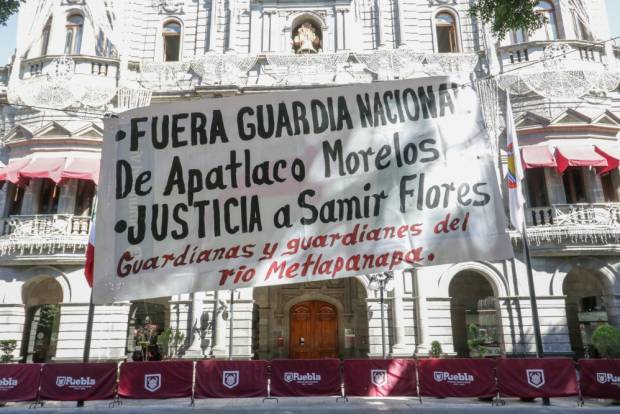 •FUERA GUARDIA NACIONAL
De Apatlaco Morelos
•JUSTICIA a Samir Flores
Guardianas y guardianes del
río Metlapanapa.
Puebla
Puebla
Puebla
Puebla
Puebla